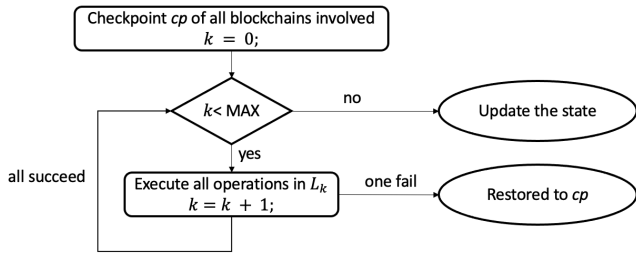 Checkpoint cp of all blockchains involved
k = 0;
k< MAX
no
Update the state
yes
all succeed
Execute all operations in Lₖ
k = k + 1;
one fail
Restored to cp